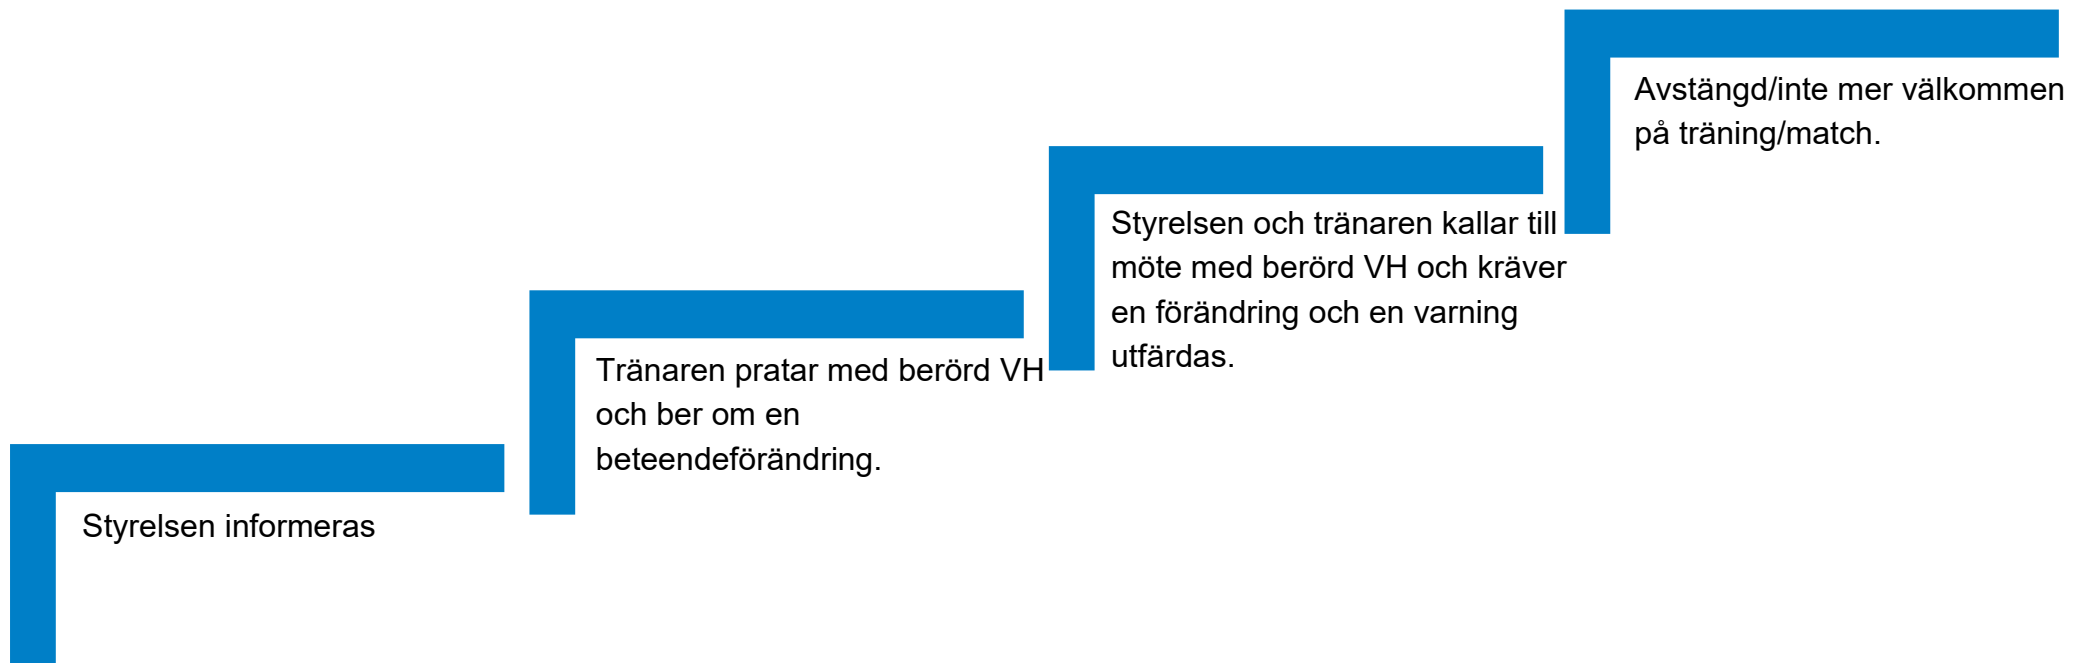 Styrelsen informeras
Tränaren pratar med berörd VH
och ber om en
beteendeförändring.
Styrelsen och tränaren kallar till
möte med berörd VH och kräver
en förändring och en varning
utfärdas.
Avstängd/inte mer välkommen
på träning/match.